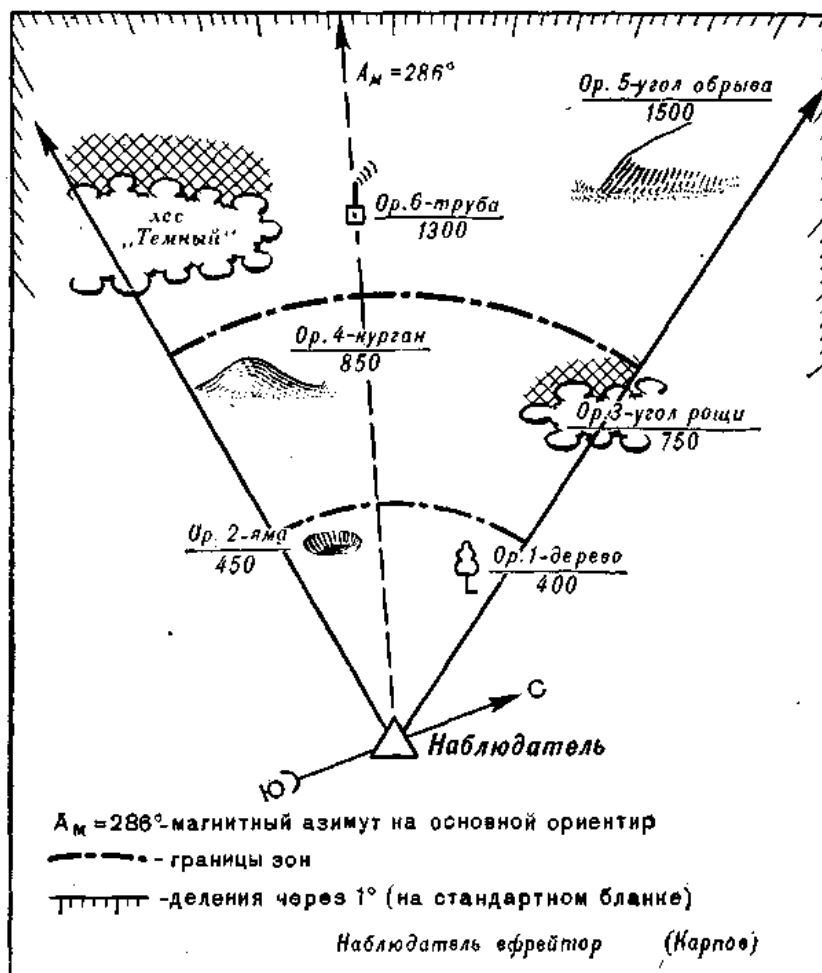 Ам = 286°
Ор. 5-угол обрыва
1500
лес
„Темный“
Ор. 6-труба
1300
Ор. 4-курган
850
Ор. 3-угол рощи
750
Ор. 2-яма
450
Ор. 1-дерево
400
С
Наблюдатель
Ю
Ам = 286°-магнитный азимут на основной ориентир
- границы зон
-деления через 1° (на стандартном бланке)
Наблюдатель ефрейтор (Карпов)